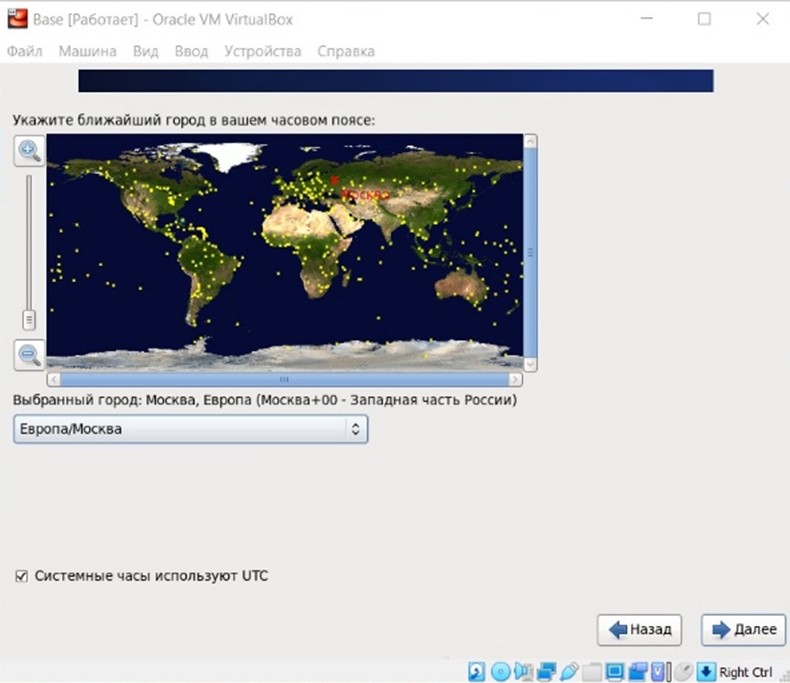 Base [Работает] - Oracle VM VirtualBox
Файл Машина Вид Ввод Устройства Справка
Укажите ближайший город в вашем часовом поясе:
Москва
Выбранный город: Москва, Европа (Москва+00 - Западная часть России)
Европа/Москва
Системные часы используют UTC
Назад Далее
Right Ctrl